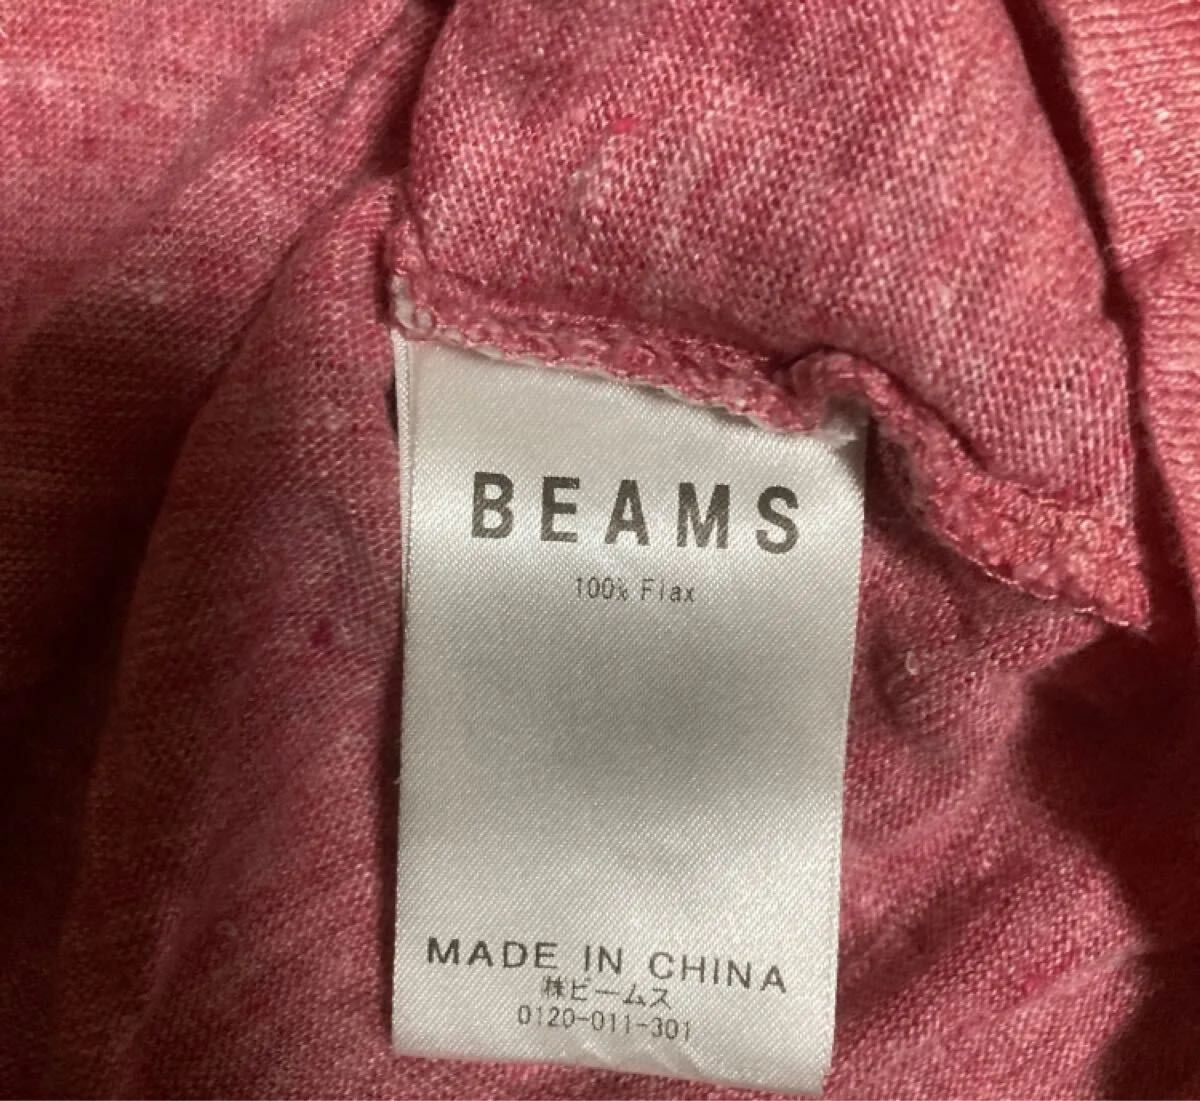 BEAMS
100% Flax
MADE IN CHINA
㈱ビームス
0120-011-301